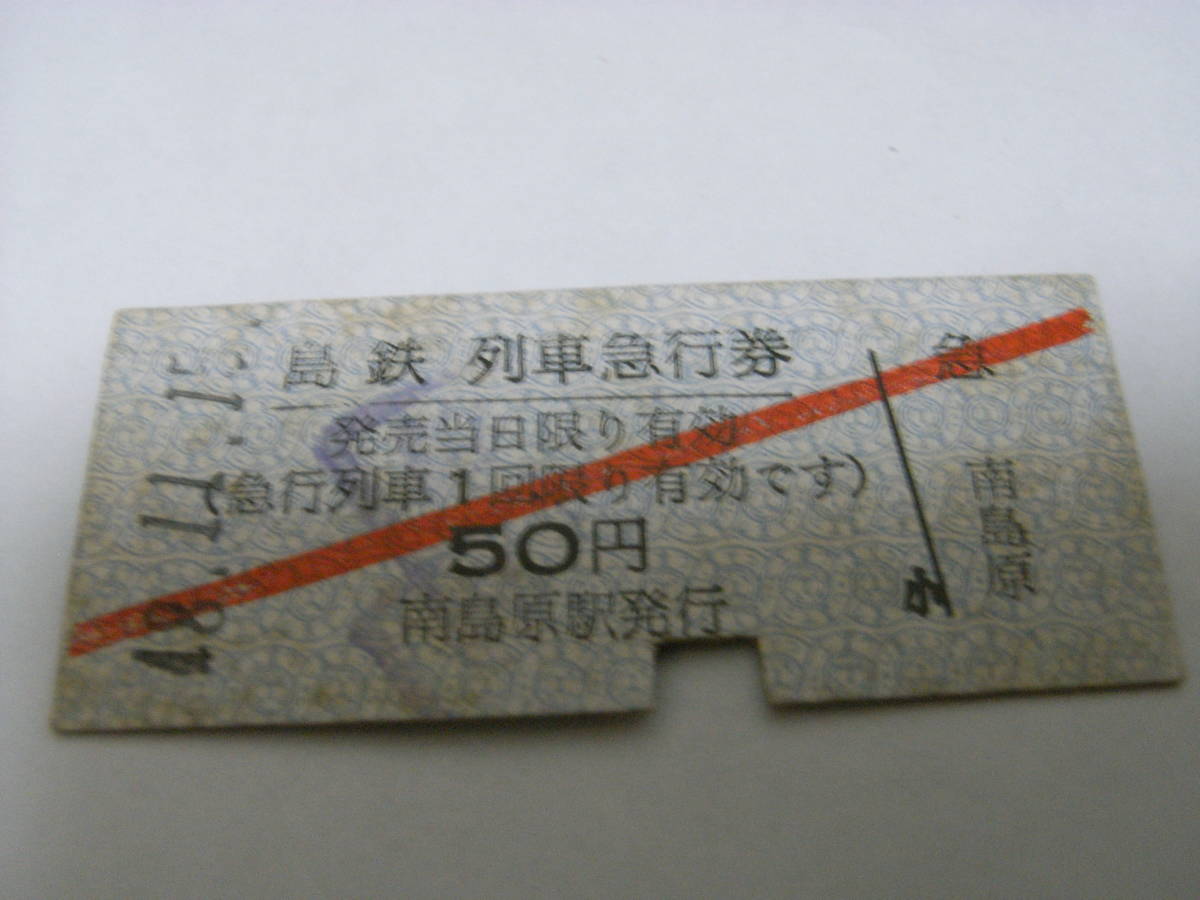 48.11.15.
島鉄 列車急行券
発売当日限り有効
(急行列車1回限り有効です)
50円
南島原駅発行
急
南島原